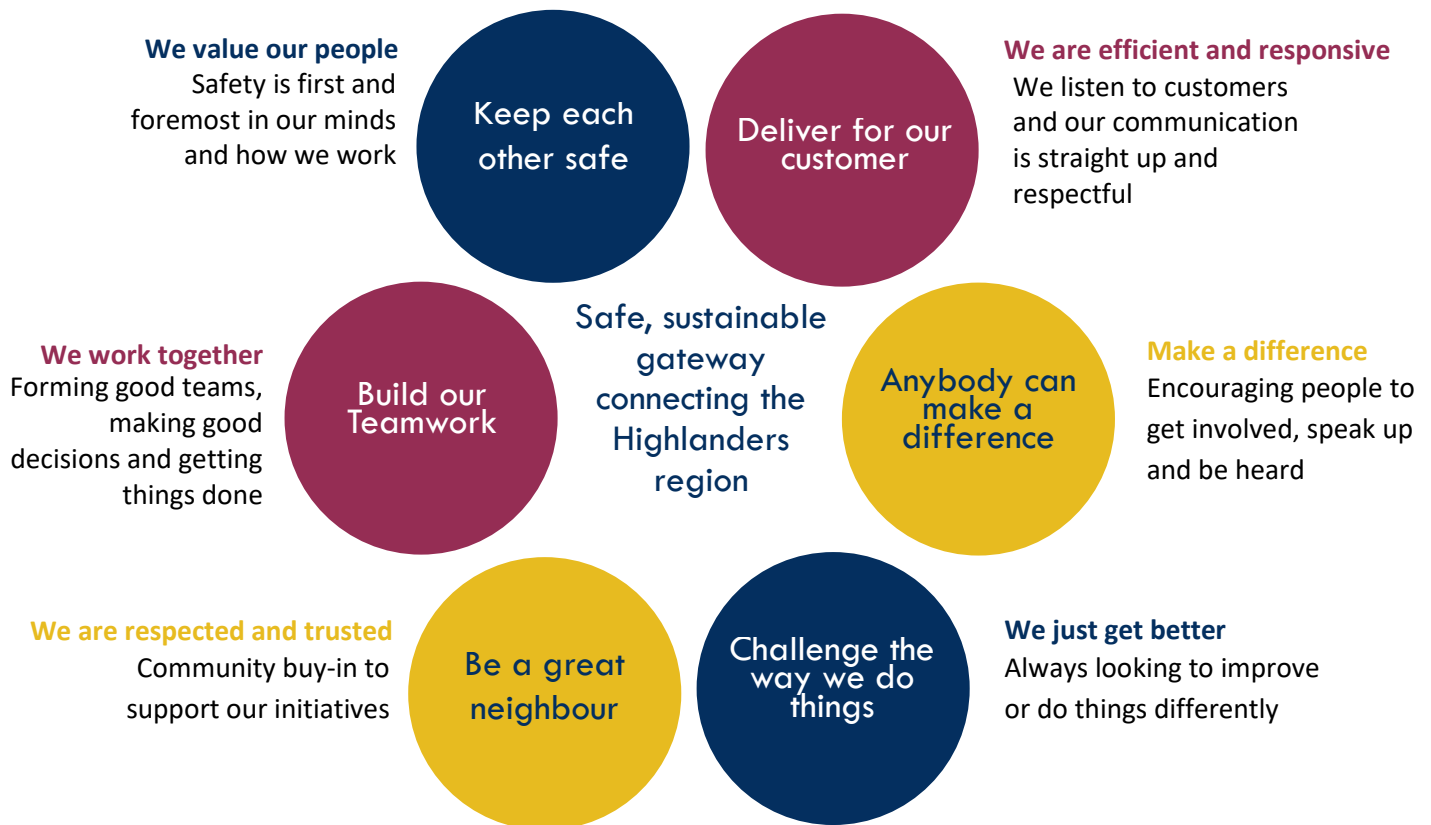 We value our people
Safety is first and
foremost in our minds
and how we work
Keep each
other safe
Deliver for our
customer
We are efficient and responsive
We listen to customers
and our communication
is straight up and
respectful
We work together
Forming good teams,
making good
decisions and getting
things done
Build our
Teamwork
Safe, sustainable
gateway
connecting the
Highlanders
region
Anybody can
make a
difference
Make a difference
Encouraging people to
get involved, speak up
and be heard
We are respected and trusted
Community buy-in to
support our initiatives
Be a great
neighbour
Challenge the
way we do
things
We just get better
Always looking to improve
or do things differently